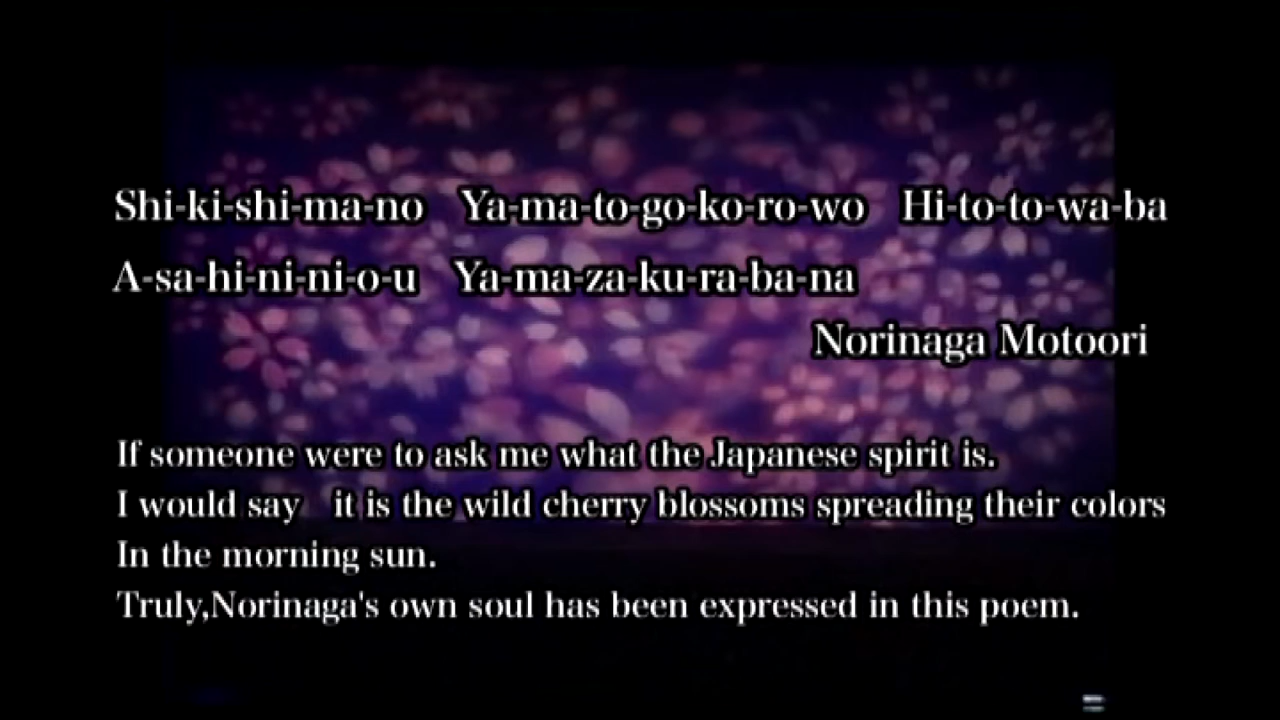 Shi-ki-shi-ma-no Ya-ma-to-go-ko-ro-wo Hi-to-to-wa-ba
A-sa-hi-ni-ni-o-u Ya-ma-za-ku-ra-ba-na
Norinaga Motoori
If someone were to ask me what the Japanese spirit is.
I would say it is the wild cherry blossoms spreading their colors
In the morning sun.
Truly,Norinaga's own soul has been expressed in this poem.